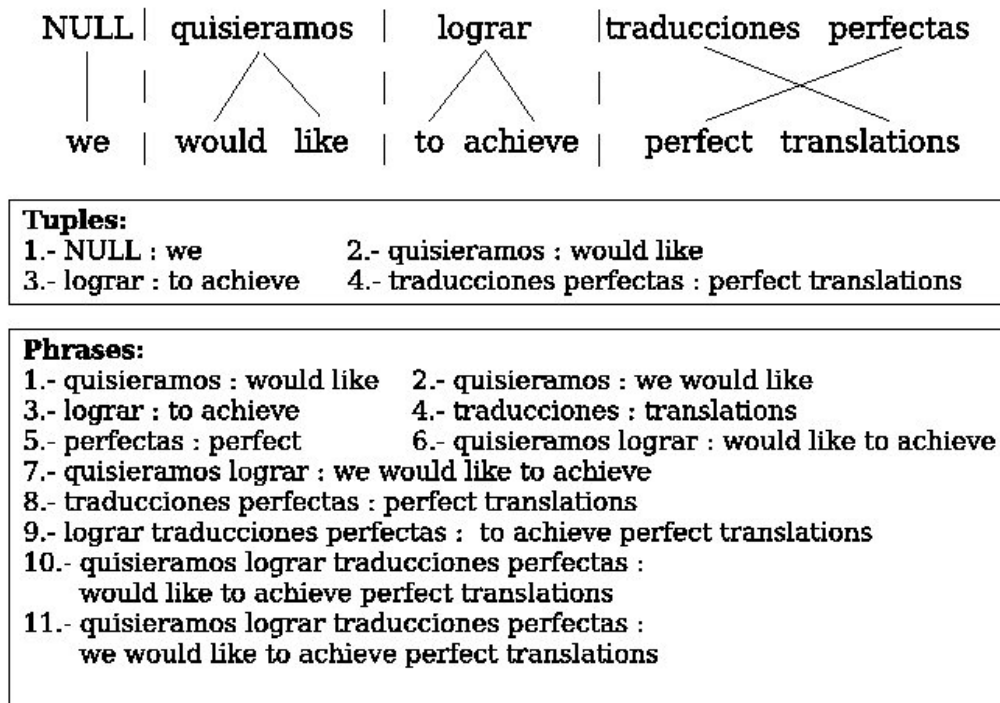 NULL quisieramos lograr traducciones perfectas
we would like to achieve perfect translations
Tuples:
1.- NULL : we 2.- quisieramos : would like
3.- lograr : to achieve 4.- traducciones perfectas : perfect translations
Phrases:
1.- quisieramos : would like 2.- quisieramos : we would like
3.- lograr : to achieve 4.- traducciones : translations
5.- perfectas : perfect 6.- quisieramos lograr : would like to achieve
7.- quisieramos lograr : we would like to achieve
8.- traducciones perfectas : perfect translations
9.- lograr traducciones perfectas : to achieve perfect translations
10.- quisieramos lograr traducciones perfectas :
would like to achieve perfect translations
11.- quisieramos lograr traducciones perfectas :
we would like to achieve perfect translations